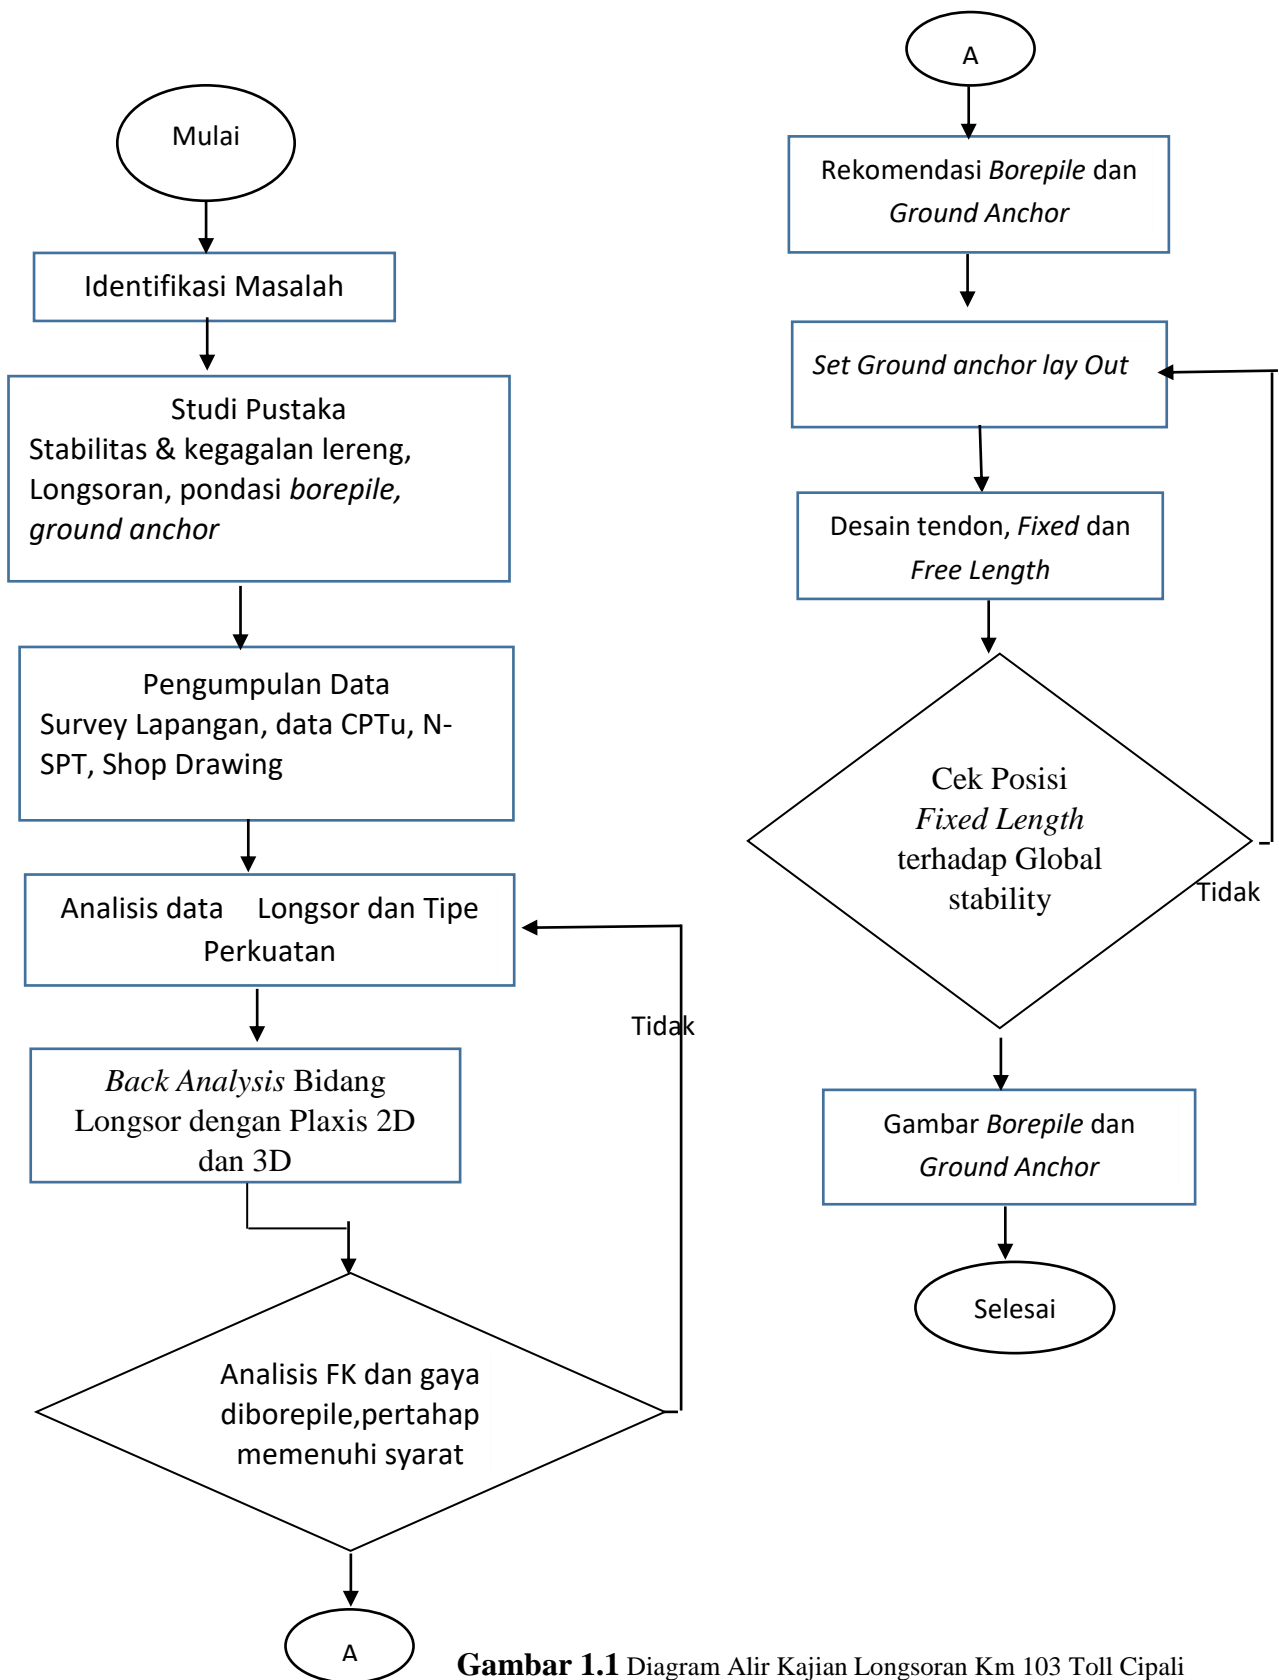 Mulai
Identifikasi Masalah
Studi Pustaka
Stabilitas & kegagalan lereng,
Longsoran, pondasi borepile,
ground anchor
Pengumpulan Data
Survey Lapangan, data CPTu, N-
SPT, Shop Drawing
Analisis data Longsor dan Tipe
Perkuatan
Tidak
Back Analysis Bidang
Longsor dengan Plaxis 2D
dan 3D
Analisis FK dan gaya
diborepile,pertahap
memenuhi syarat
A
A
Rekomendasi Borepile dan
Ground Anchor
Set Ground anchor lay Out
Desain tendon, Fixed dan
Free Length
Cek Posisi
Fixed Length
terhadap Global
stability
Tidak
Gambar Borepile dan
Ground Anchor
Selesai
Gambar 1.1 Diagram Alir Kajian Longsoran Km 103 Toll Cipali